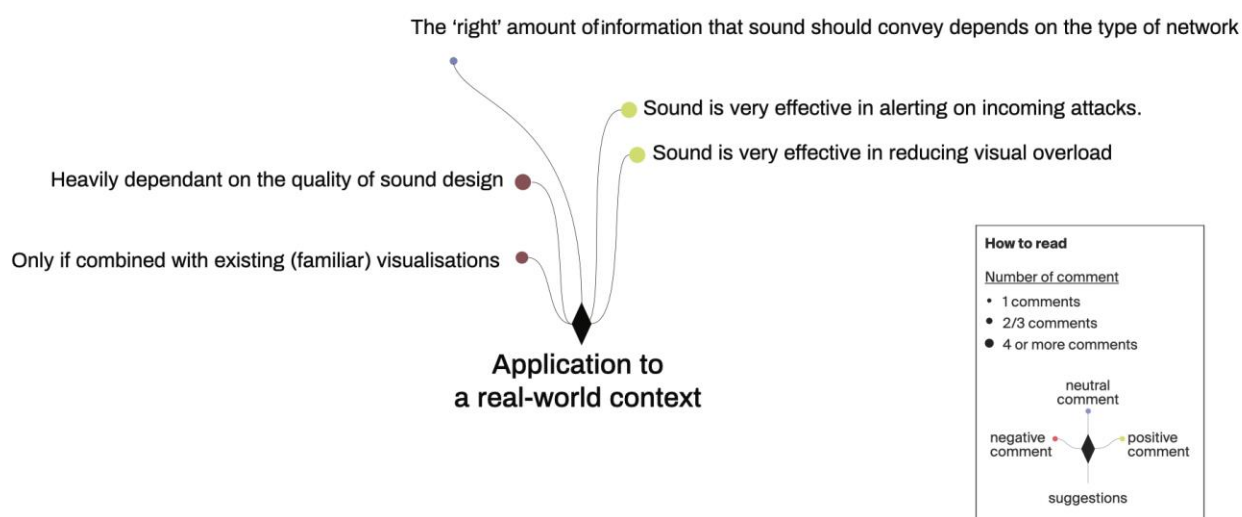 The ‘right’ amount of information that sound should convey depends on the type of network
Sound is very effective in alerting on incoming attacks.
Sound is very effective in reducing visual overload
Heavily dependant on the quality of sound design
Only if combined with existing (familiar) visualisations
Application to
a real-world context
How to read
Number of comment
1 comments
2/3 comments
4 or more comments
neutral
comment
negative
comment
positive
comment
suggestions